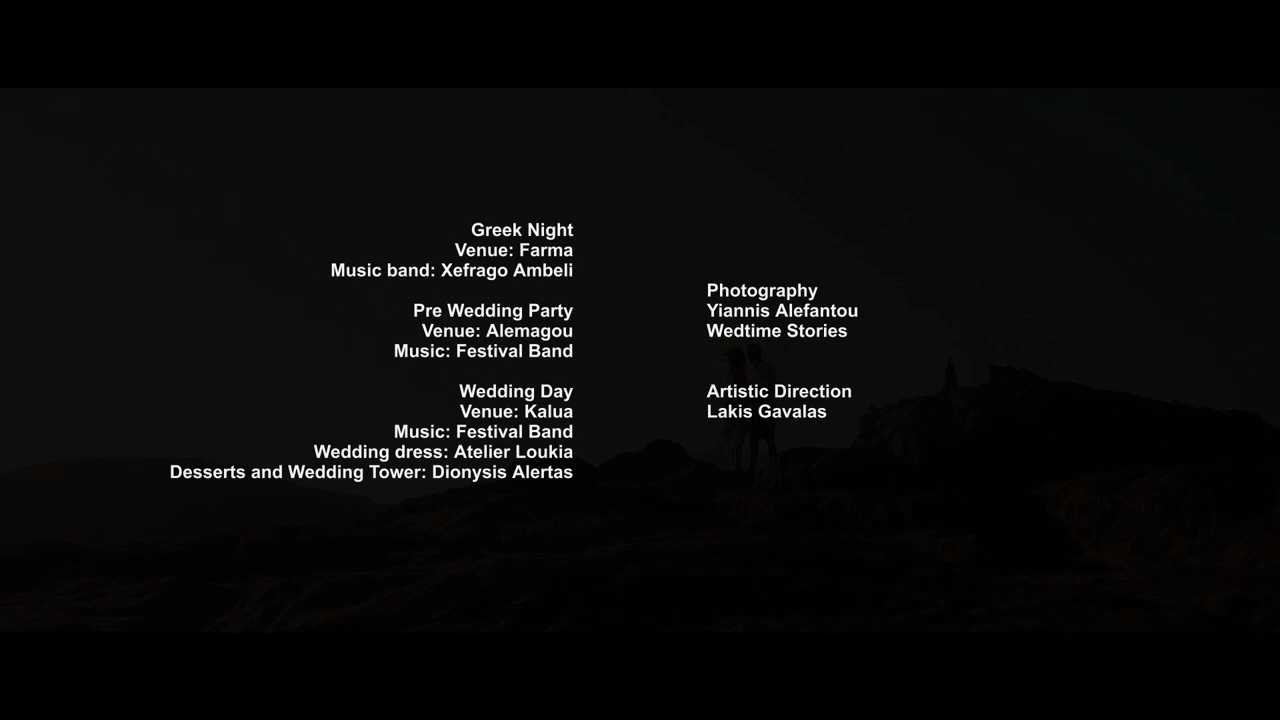 Greek Night
Venue: Farma
Music band: Xefrago Ambeli
Pre Wedding Party
Venue: Alemagou
Music: Festival Band
Wedding Day
Venue: Kalua
Music: Festival Band
Wedding dress: Atelier Loukia
Desserts and Wedding Tower: Dionysis Alertas
Photography
Yiannis Alefantou
Wedtime Stories
Artistic Direction
Lakis Gavalas